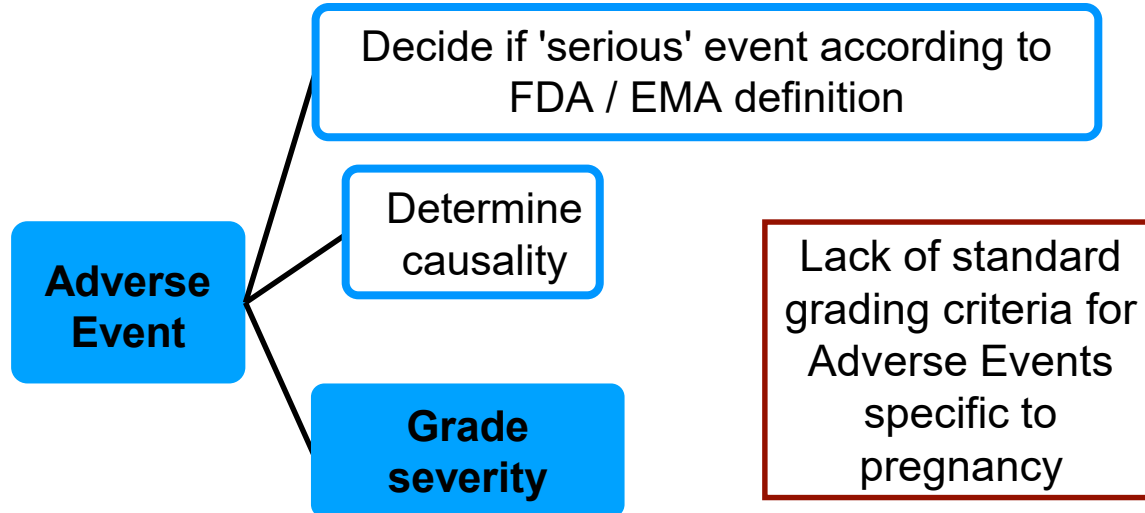 Decide if 'serious' event according to
FDA / EMA definition
Determine
causality
Adverse
Event
Grade
severity
Lack of standard
grading criteria for
Adverse Events
specific to
pregnancy